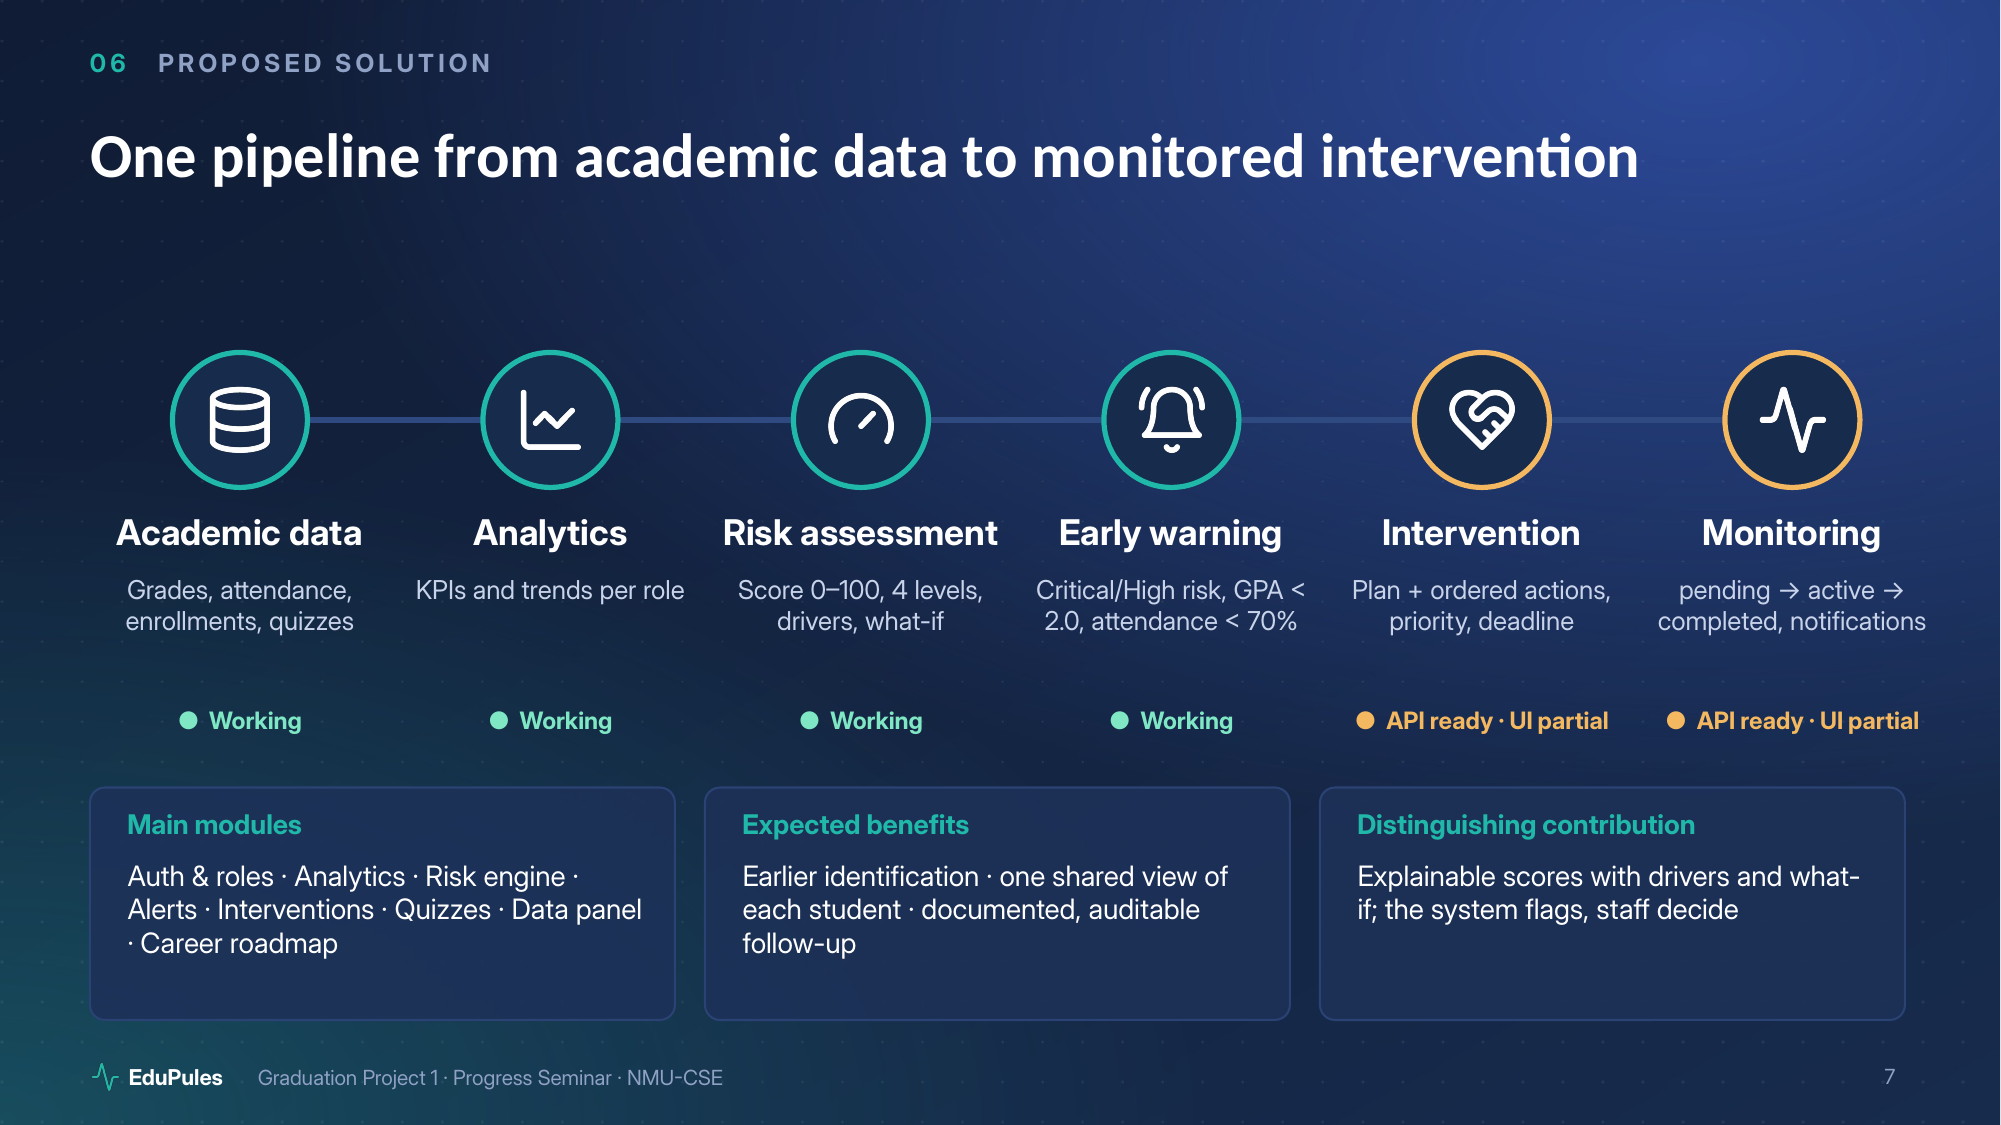 06 PROPOSED SOLUTION
One pipeline from academic data to monitored intervention
Academic data
Grades, attendance,
enrollments, quizzes
Working
Analytics
KPIs and trends per role
Working
Risk assessment
Score 0–100, 4 levels,
drivers, what-if
Working
Early warning
Critical/High risk, GPA <
2.0, attendance < 70%
Working
Intervention
Plan + ordered actions,
priority, deadline
API ready · UI partial
Monitoring
pending → active →
completed, notifications
API ready · UI partial
Main modules
Auth & roles · Analytics · Risk engine ·
Alerts · Interventions · Quizzes · Data panel
· Career roadmap
Expected benefits
Earlier identification · one shared view of
each student · documented, auditable
follow-up
Distinguishing contribution
Explainable scores with drivers and what-
if; the system flags, staff decide
EduPules Graduation Project 1 · Progress Seminar · NMU-CSE
7